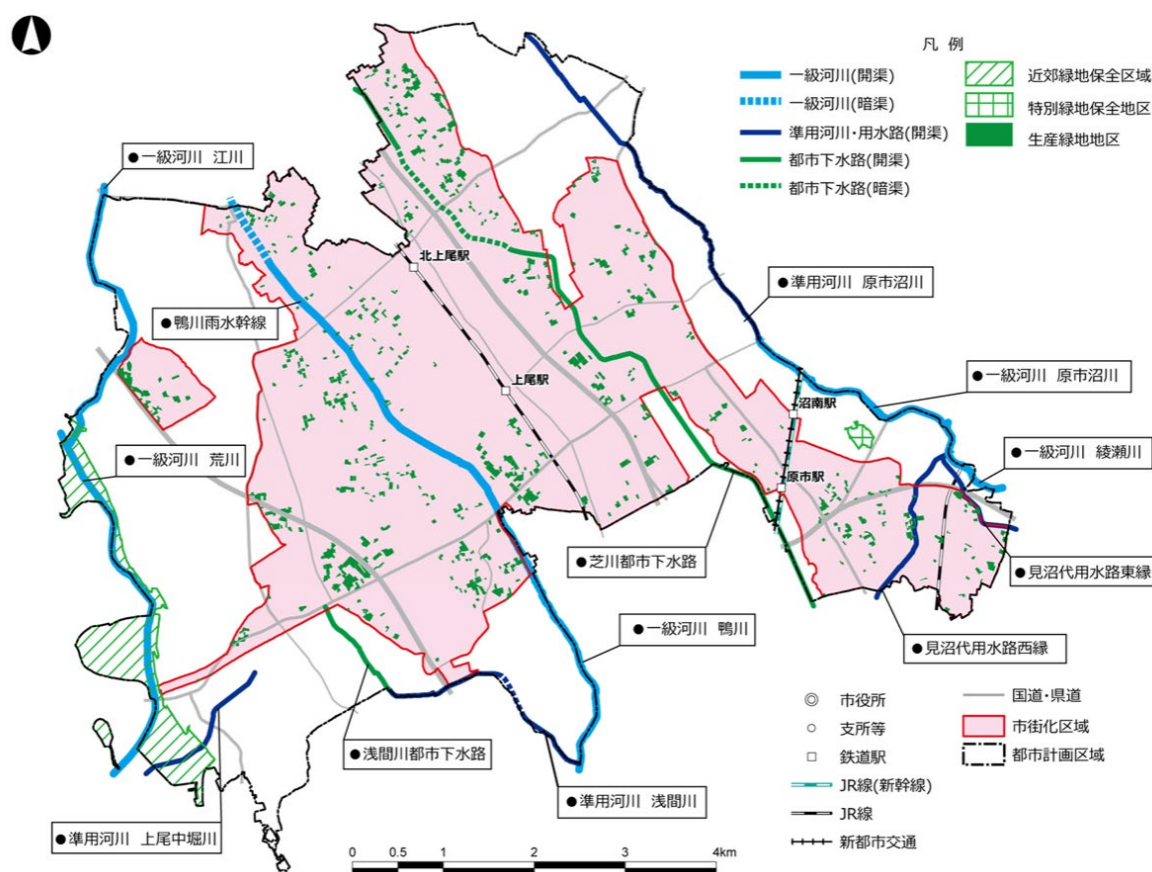 凡 例
一級河川(開渠)
一級河川(暗渠)
準用河川・用水路(開渠)
都市下水路(開渠)
都市下水路(暗渠)
近郊緑地保全区域
特別緑地保全地区
生産緑地地区
●一級河川 江川
北上尾駅
●準用河川 原市沼川
●鴨川雨水幹線
●一級河川 原市沼川
上尾駅
沼南駅
●一級河川 荒川
●一級河川 綾瀬川
原市駅
●芝川都市下水路
●見沼代用水路東縁
●一級河川 鴨川
●見沼代用水路西縁
●浅間川都市下水路
●準用河川 浅間川
●準用河川 上尾中堀川
市役所
支所等
鉄道駅
JR線(新幹線)
JR線
新都市交通
国道・県道
市街化区域
都市計画区域
0 0.5 1 2 3 4km